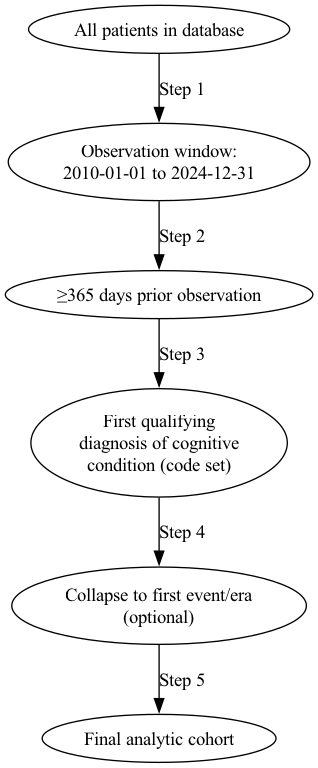 All patients in database
Step 1
Observation window:
2010-01-01 to 2024-12-31
Step 2
≥365 days prior observation
Step 3
First qualifying
diagnosis of cognitive
condition (code set)
Step 4
Collapse to first event/era
(optional)
Step 5
Final analytic cohort